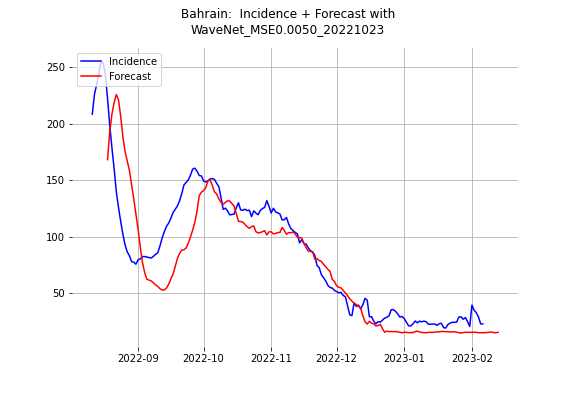 Bahrain:  Incidence + Forecast with
WaveNet_MSE0.0050_20221023
Incidence
Forecast
250
200
150
100
50
2022-09
2022-10
2022-11
2022-12
2023-01
2023-02